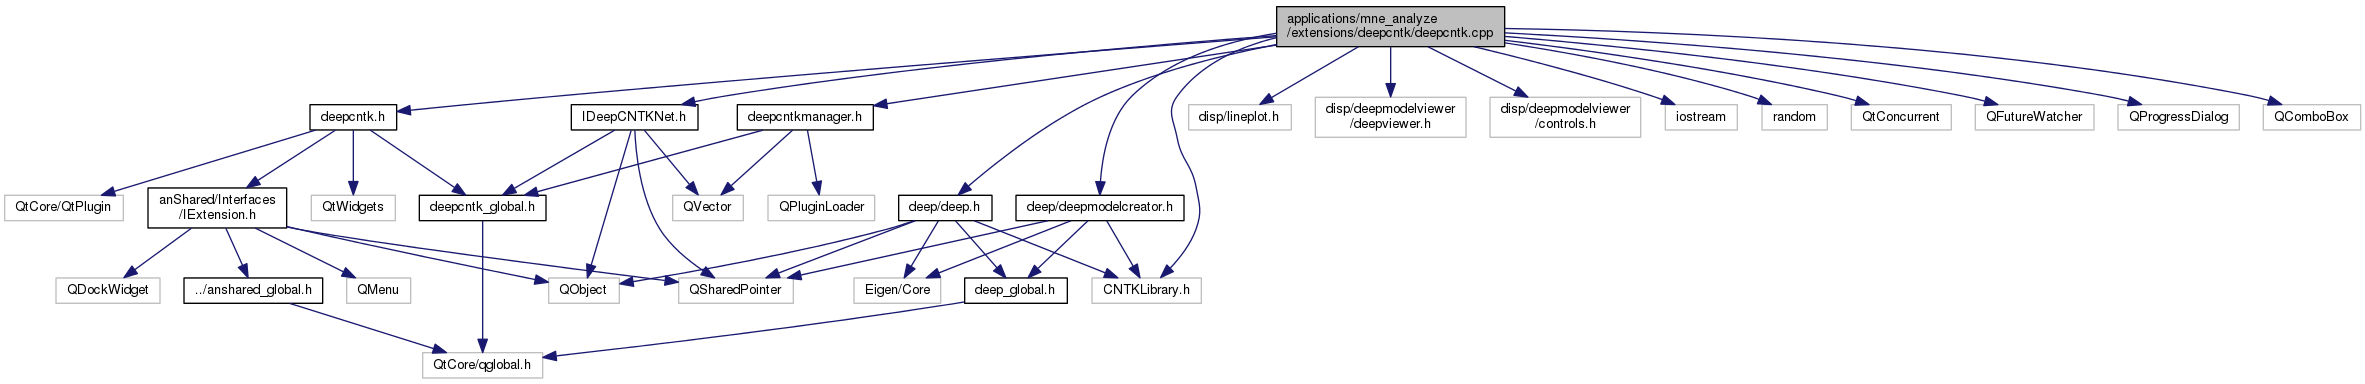 applications/mne_analyze
/extensions/deepcntk/deepcntk.cpp
deepcntk.h
IDeepCNTKNet.h
deepcntkmanager.h
disp/lineplot.h
disp/deepmodelviewer
/deepviewer.h
disp/deepmodelviewer
/controls.h
iostream
random
QtConcurrent
QFutureWatcher
QProgressDialog
QComboBox
QtCore/QtPlugin
anShared/Interfaces
/IExtension.h
QtWidgets
deepcntk_global.h
QVector
QPluginLoader
deep/deep.h
deep/deepmodelcreator.h
QDockWidget
../anshared_global.h
QMenu
QObject
QSharedPointer
Eigen/Core
deep_global.h
CNTKLibrary.h
QtCore/qglobal.h